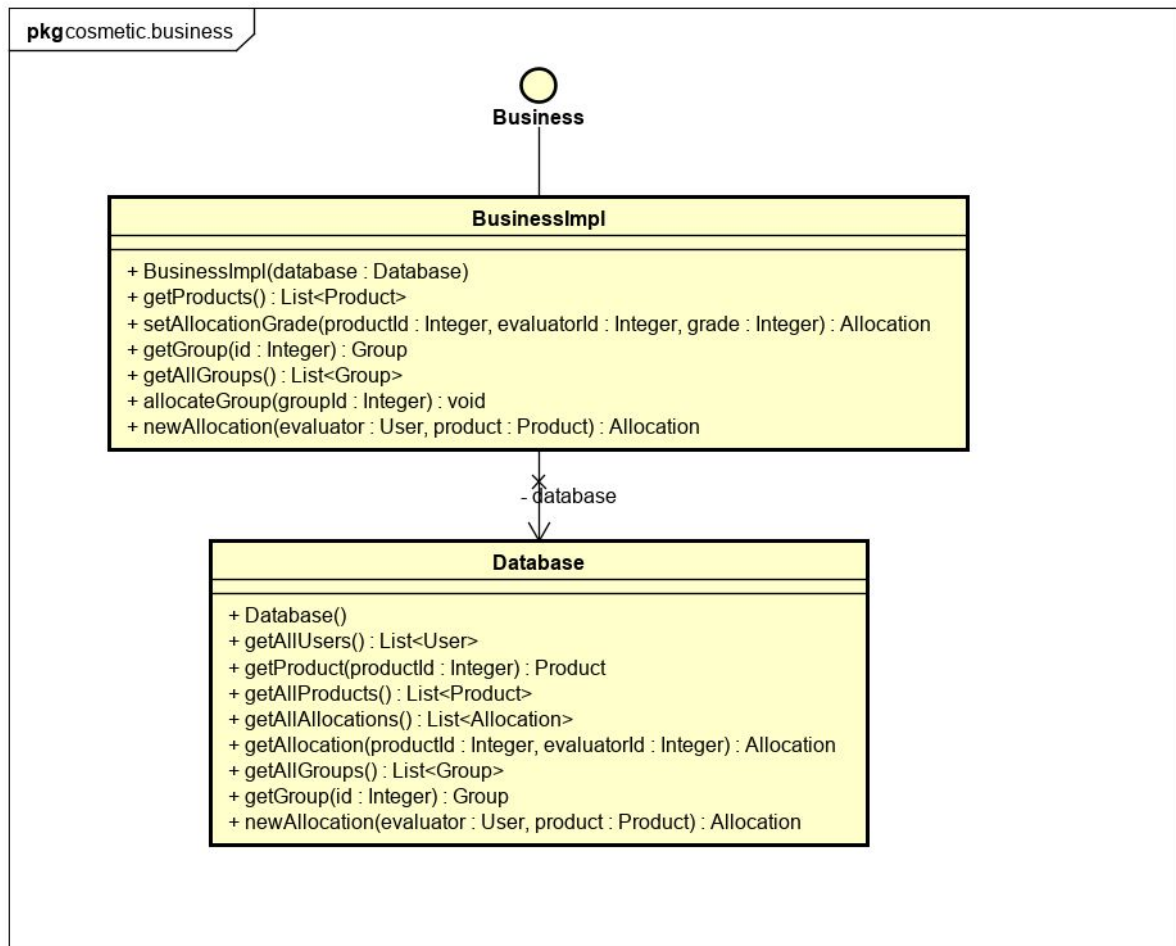 pkg cosmetic.business
Business
BusinessImpl
+ BusinessImpl(database : Database)
+ getProducts() : List<Product>
+ setAllocationGrade(productId : Integer, evaluatorId : Integer, grade : Integer) : Allocation
+ getGroup(id : Integer) : Group
+ getAllGroups() : List<Group>
+ allocateGroup(groupId : Integer) : void
+ newAllocation(evaluator : User, product : Product) : Allocation
- database
Database
+ Database()
+ getAllUsers() : List<User>
+ getProduct(productId : Integer) : Product
+ getAllProducts() : List<Product>
+ getAllAllocations() : List<Allocation>
+ getAllocation(productId : Integer, evaluatorId : Integer) : Allocation
+ getAllGroups() : List<Group>
+ getGroup(id : Integer) : Group
+ newAllocation(evaluator : User, product : Product) : Allocation